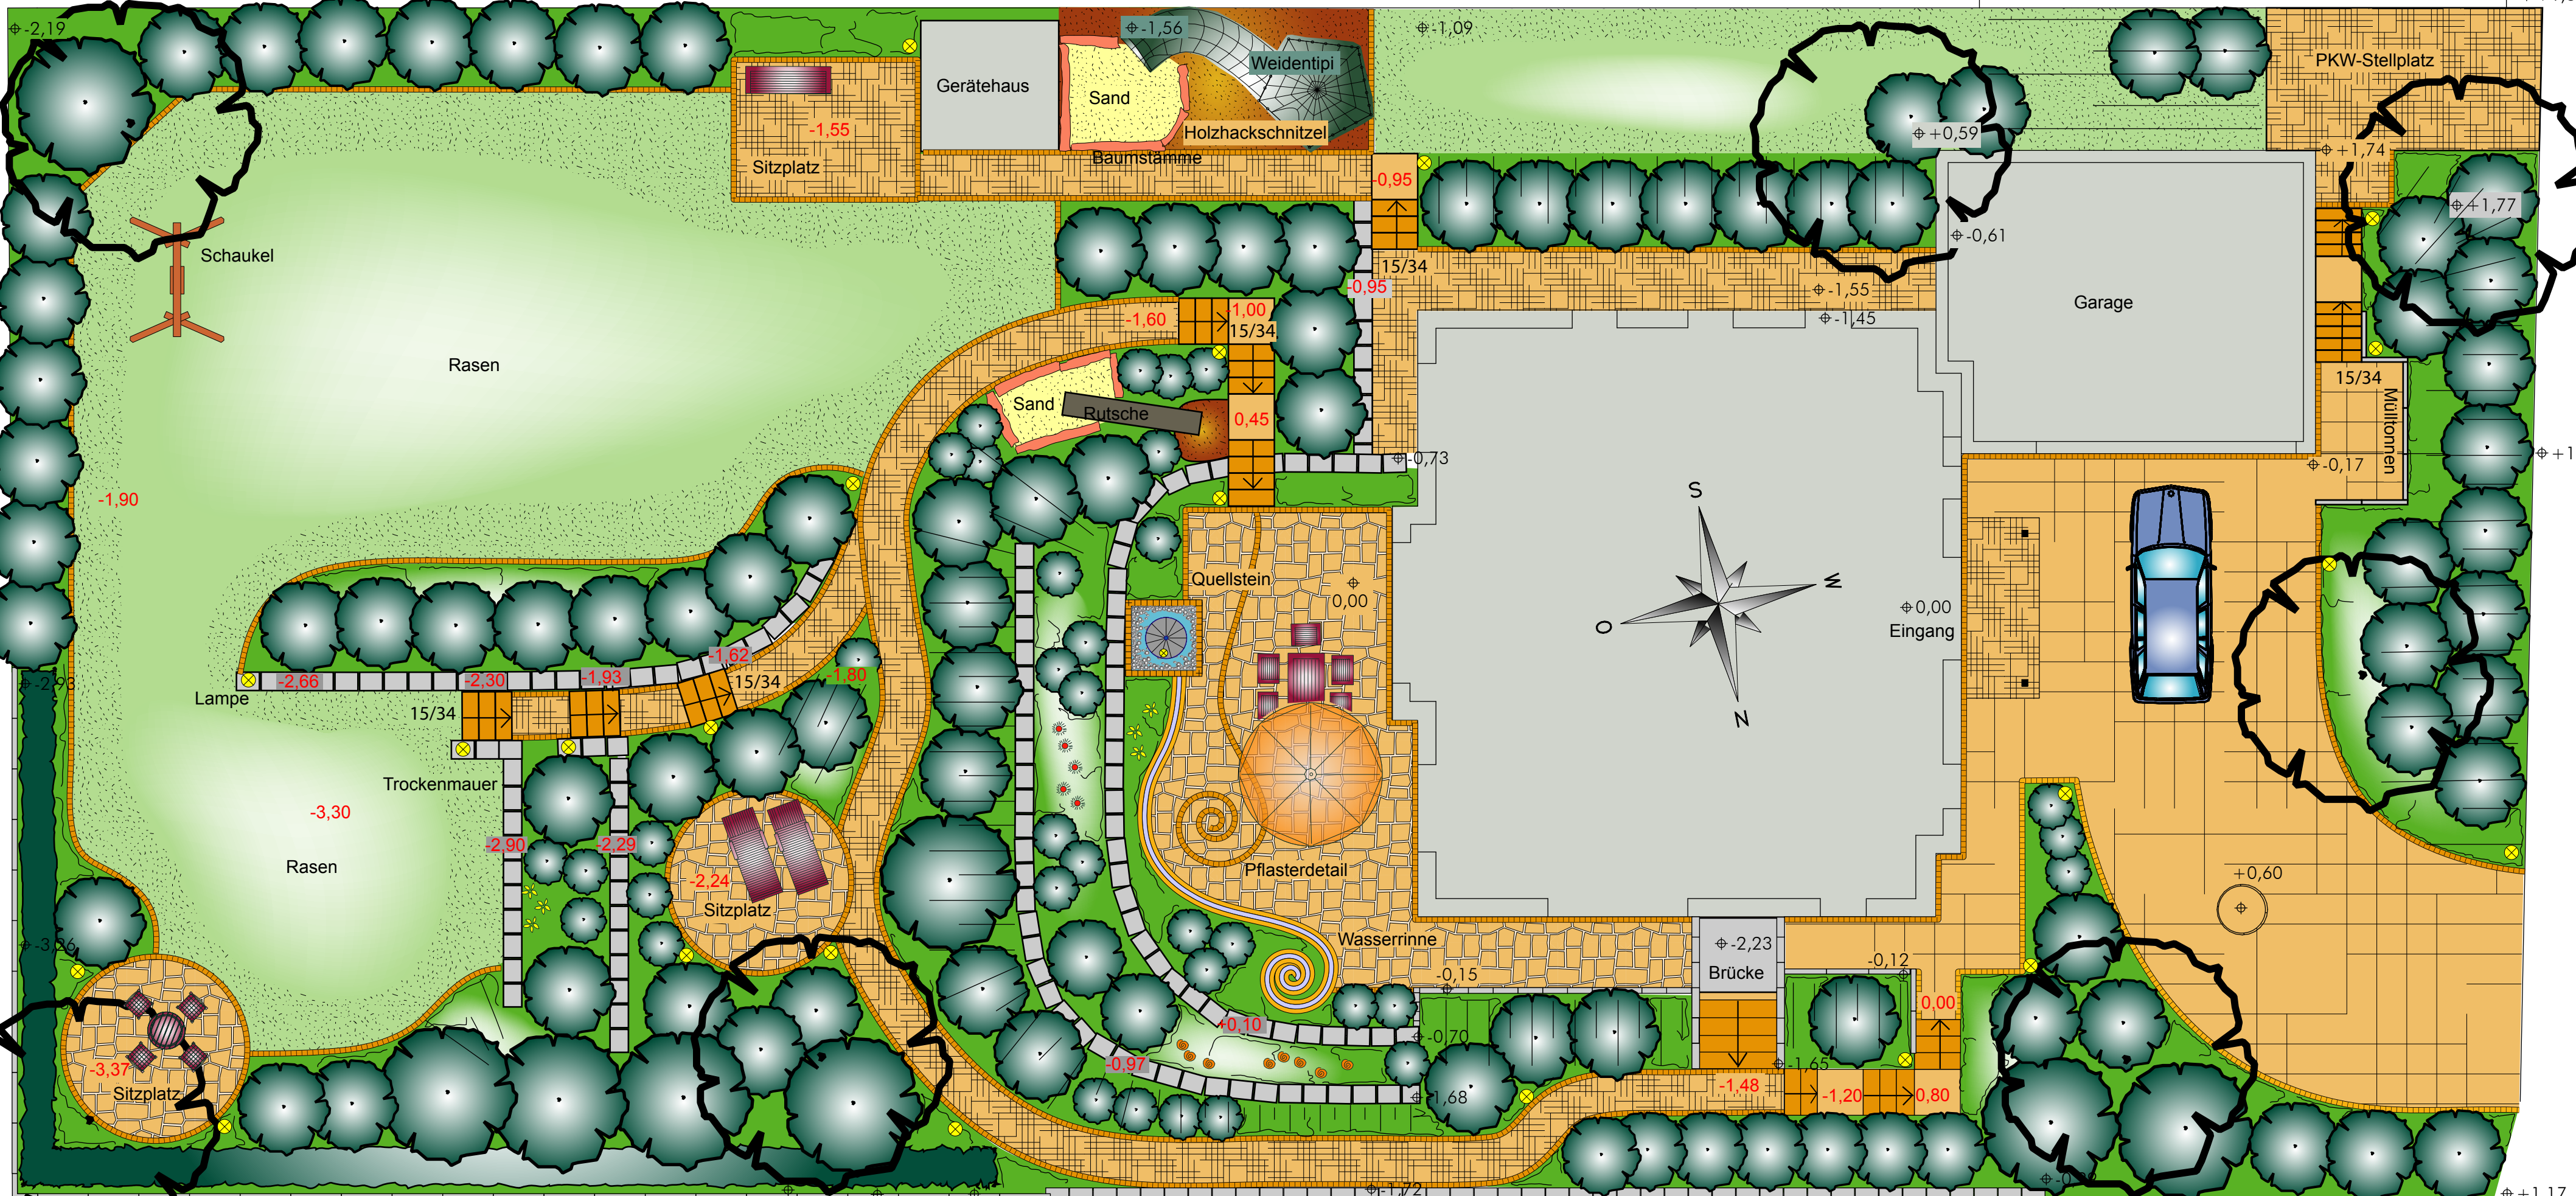 -2,19
-1,56
-1,09
Weidentipi
PKW-Stellplatz
Gerätehaus
Sand
-1,55
Holzhackschnitzel
+0,59
Baumstämme
+1,74
Sitzplatz
-0,95
+1,77
-0,61
Schaukel
15/34
-0,95
-1,55
Garage
-1,60
-1,00
15/34
-1,45
Rasen
15/34
Mülltonnen
Sand
Rutsche
0,45
-0,73
-0,17
-1,90
S
Quellstein
0,00
W
0,00
O
Eingang
-1,62
-2,66
-2,30
-1,93
15/34
-1,80
-2,93
Lampe
15/34
N
Trockenmauer
-3,30
-2,90
-2,29
Rasen
Pflasterdetail
+0,60
-2,24
Sitzplatz
Wasserrinne
-2,23
-3,26
-0,15
Brücke
-0,12
0,00
+0,10
-0,70
-0,97
-1,65
-3,37
-1,48
-1,20
0,80
Sitzplatz
-1,68
-1,72
+1,17